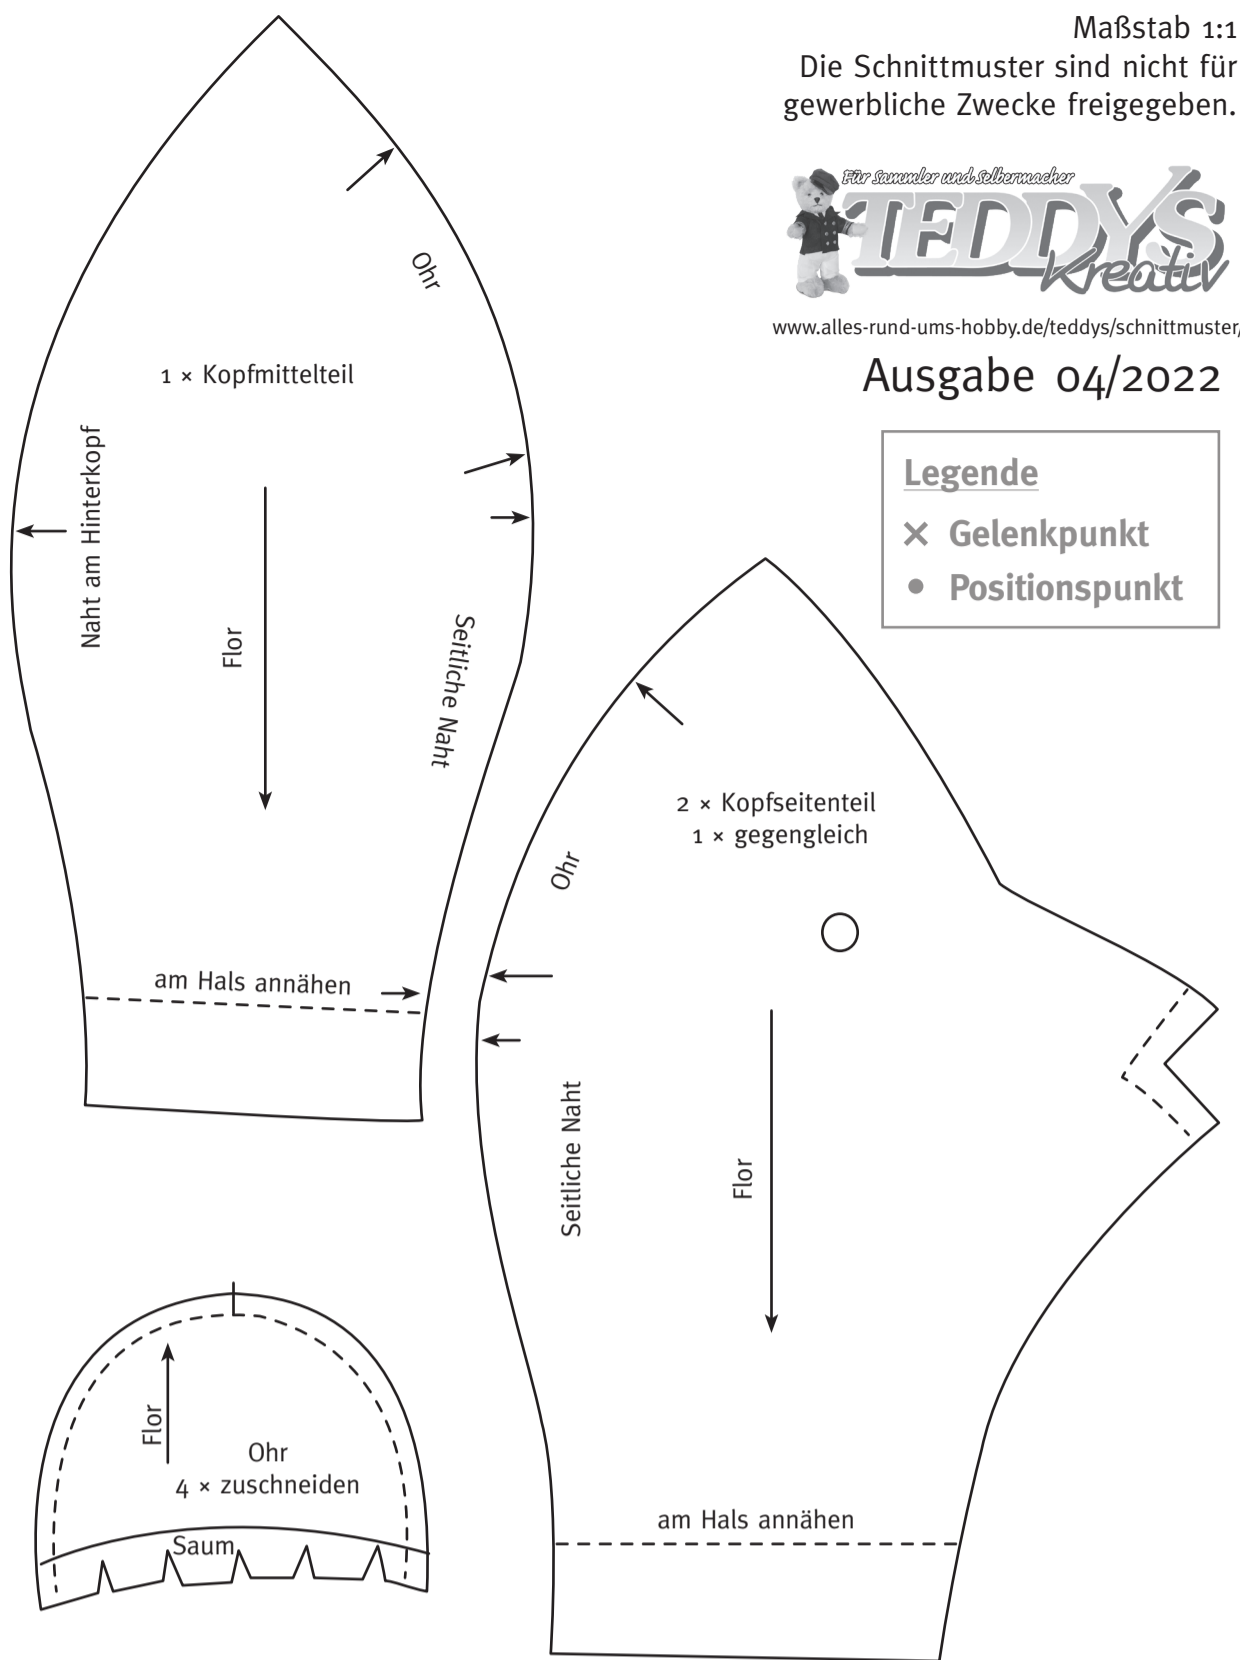 Maßstab 1:1
Die Schnittmuster sind nicht für
gewerbliche Zwecke freigegeben.
Für Sammler und Selbermacher
TEDDYS
Kreativ
www.alles-rund-ums-hobby.de/teddys/schnittmuster/
Ausgabe 04/2022
Legende
× Gelenkpunkt
• Positionspunkt
Ohr
1 × Kopfmittelteil
Naht am Hinterkopf
Flor
Seitliche Naht
am Hals annähen
2 × Kopfseitenteil
1 × gegengleich
Ohr
Seitliche Naht
Flor
am Hals annähen
Flor
Ohr
4 × zuschneiden
Saum